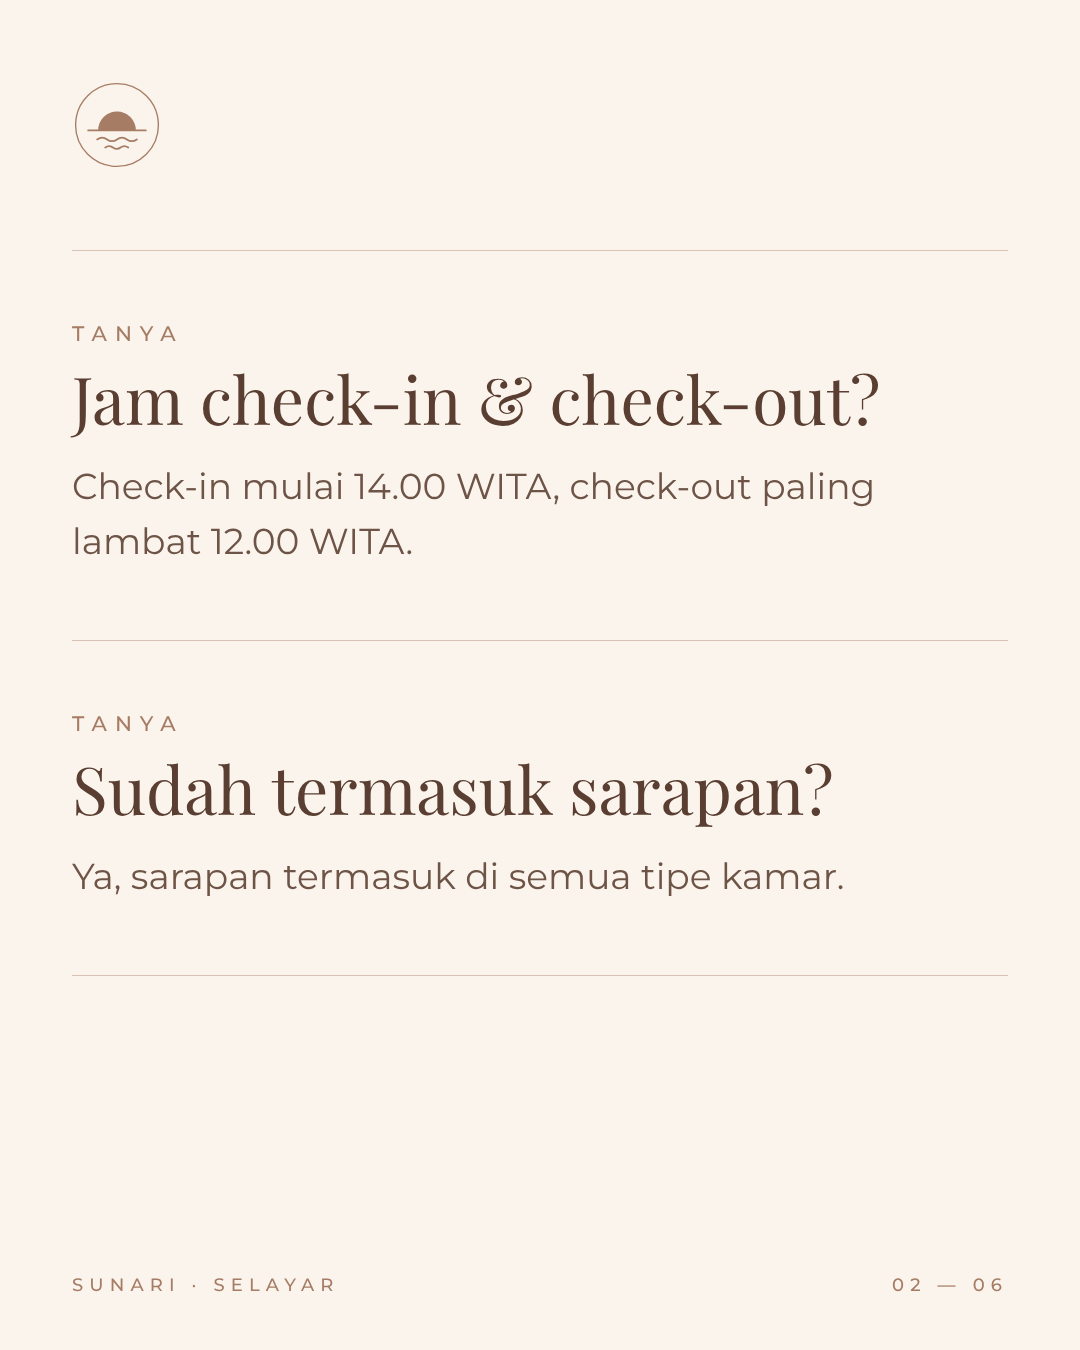 TANYA
Jam check-in & check-out?
Check-in mulai 14.00 WITA, check-out paling
lambat 12.00 WITA.
TANYA
Sudah termasuk sarapan?
Ya, sarapan termasuk di semua tipe kamar.
SUNARI · SELAYAR
02 — 06